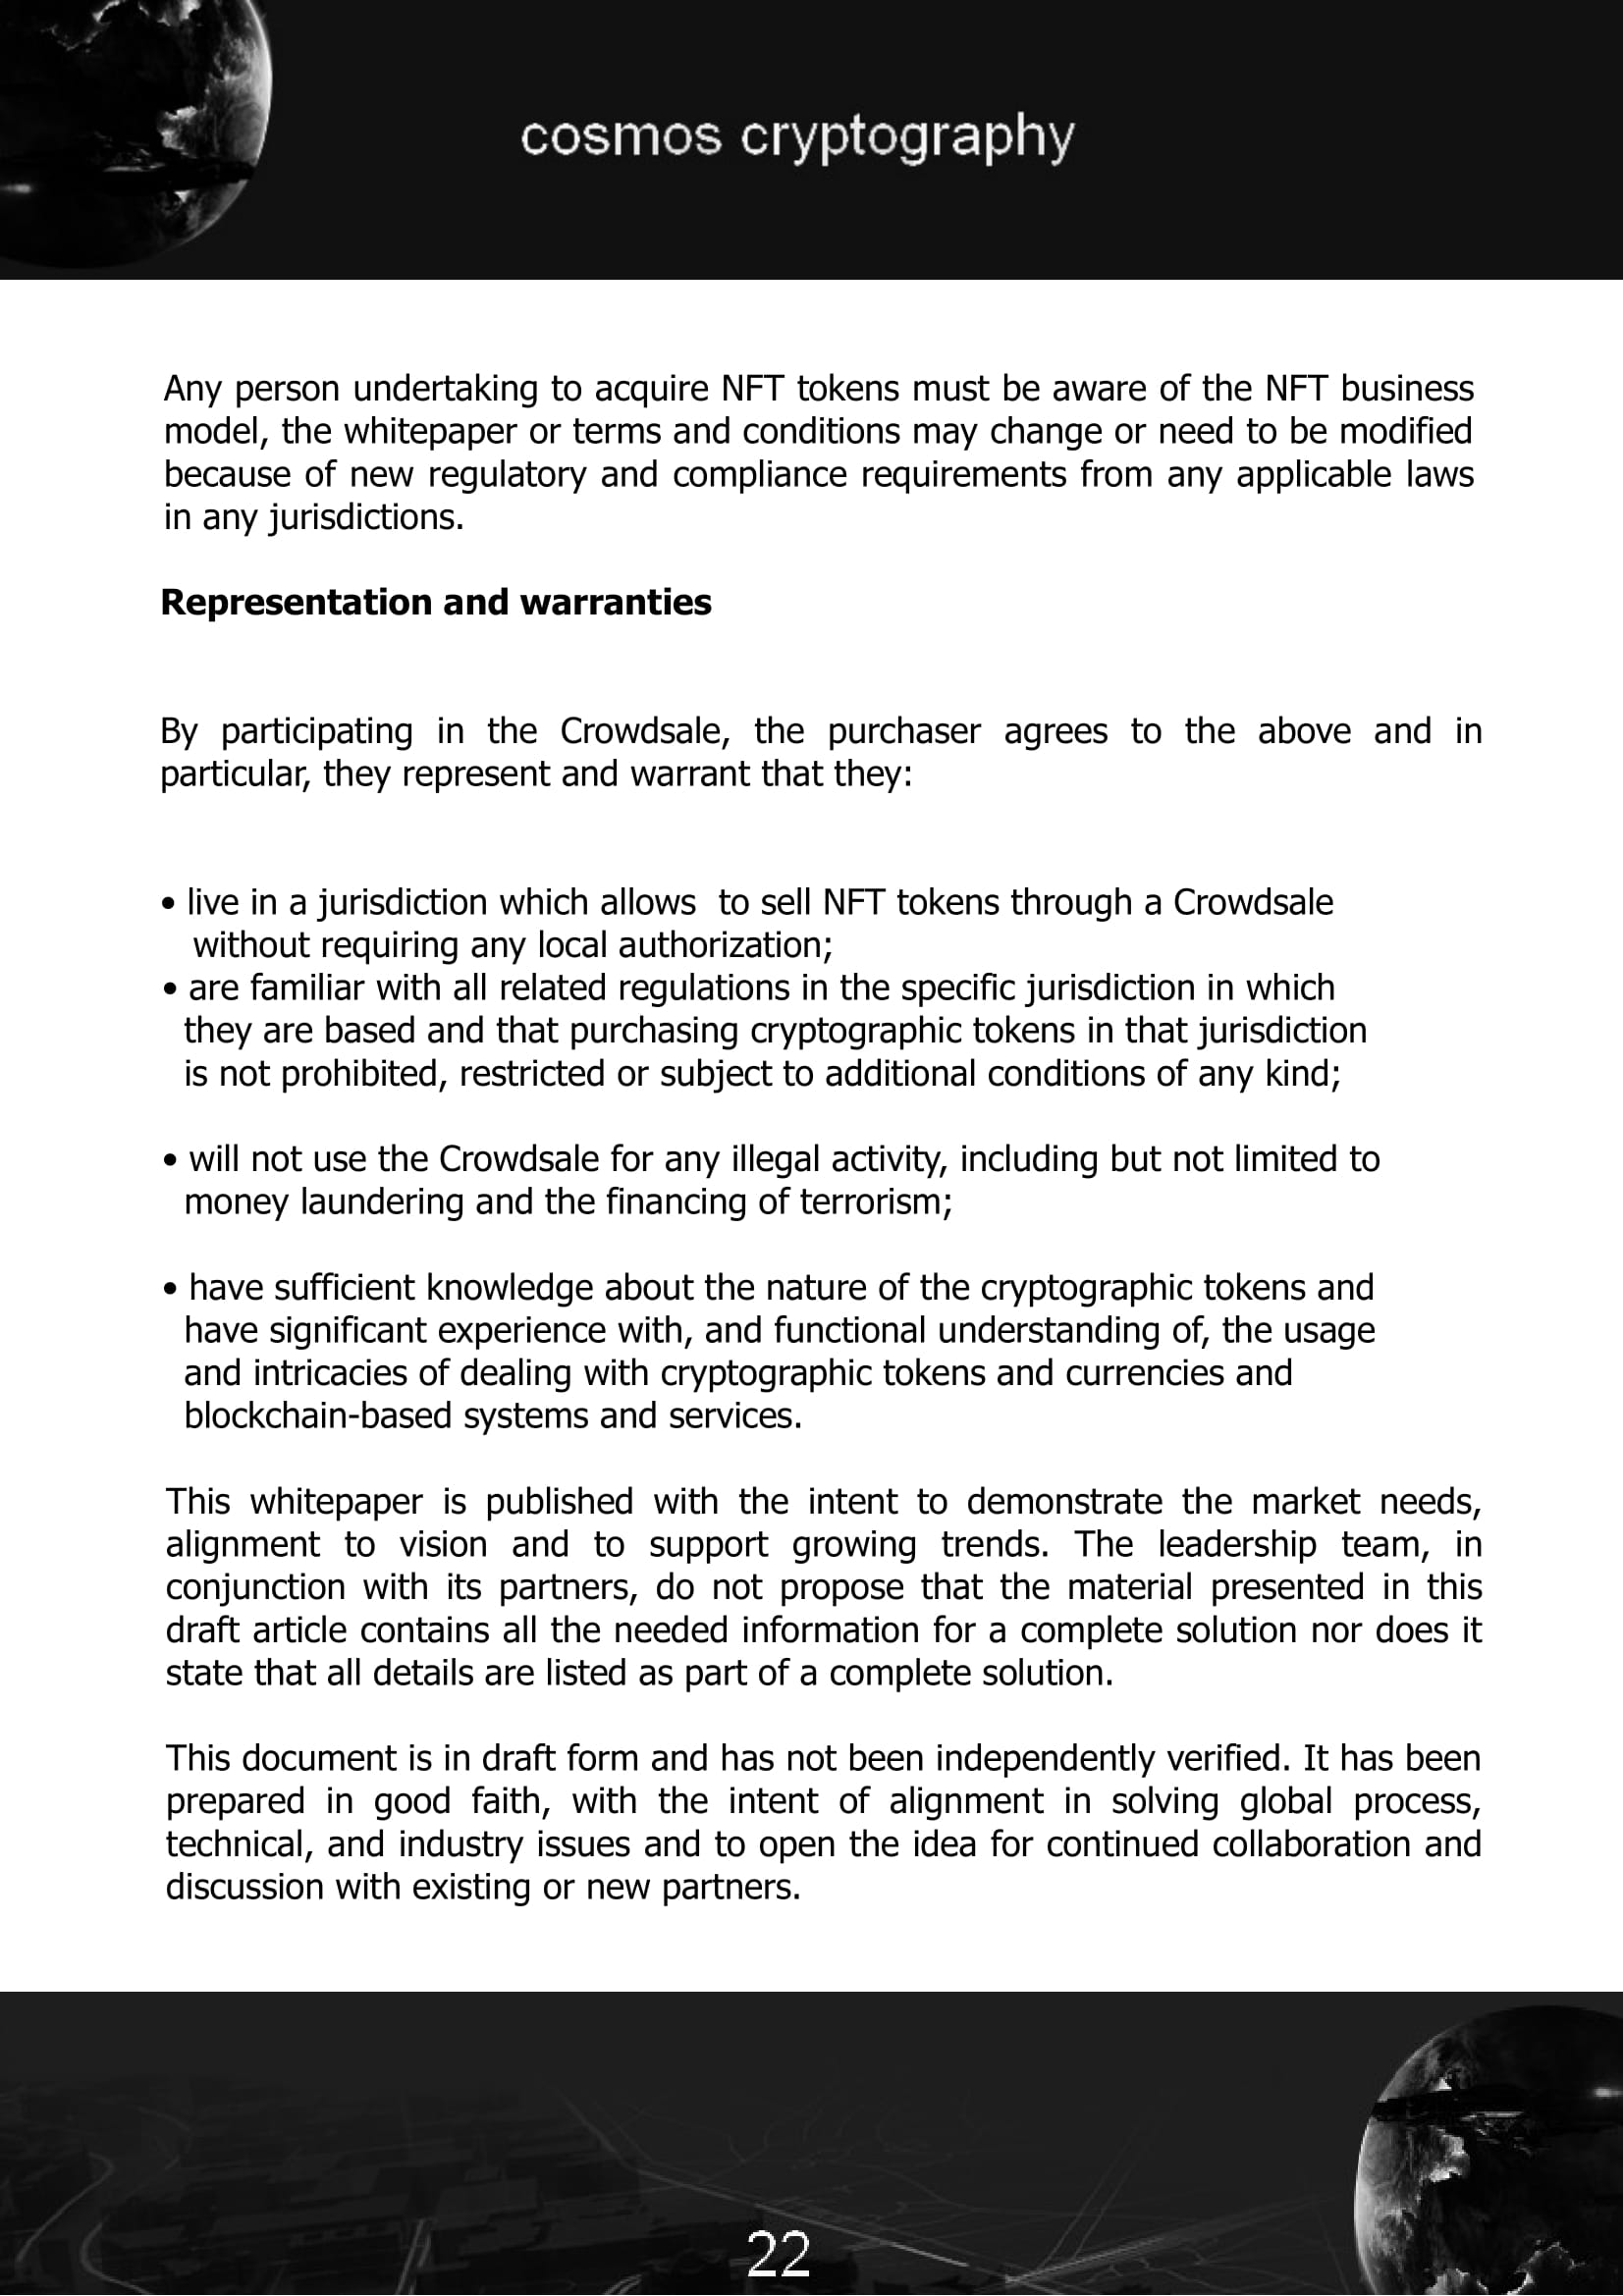 cosmos cryptography
Any person undertaking to acquire NFT tokens must be aware of the NFT business
model, the whitepaper or terms and conditions may change or need to be modified
because of new regulatory and compliance requirements from any applicable laws
in any jurisdictions.
Representation and warranties
By participating in the Crowdsale, the purchaser agrees to the above and in
particular, they represent and warrant that they:
• live in a jurisdiction which allows  to sell NFT tokens through a Crowdsale
without requiring any local authorization;
• are familiar with all related regulations in the specific jurisdiction in which
they are based and that purchasing cryptographic tokens in that jurisdiction
is not prohibited, restricted or subject to additional conditions of any kind;
• will not use the Crowdsale for any illegal activity, including but not limited to
money laundering and the financing of terrorism;
• have sufficient knowledge about the nature of the cryptographic tokens and
have significant experience with, and functional understanding of, the usage
and intricacies of dealing with cryptographic tokens and currencies and
blockchain-based systems and services.
This whitepaper is published with the intent to demonstrate the market needs,
alignment to vision and to support growing trends. The leadership team, in
conjunction with its partners, do not propose that the material presented in this
draft article contains all the needed information for a complete solution nor does it
state that all details are listed as part of a complete solution.
This document is in draft form and has not been independently verified. It has been
prepared in good faith, with the intent of alignment in solving global process,
technical, and industry issues and to open the idea for continued collaboration and
discussion with existing or new partners.
22